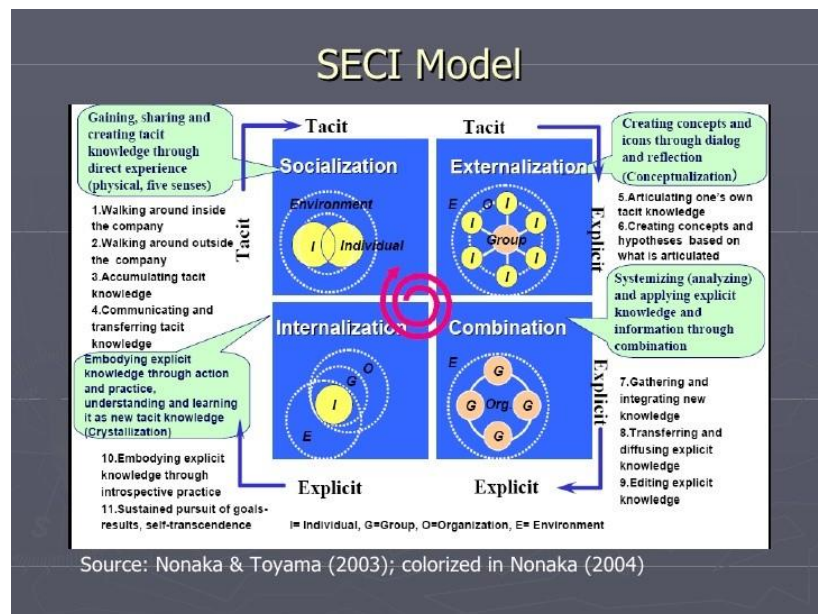 SECI Model
Gaining, sharing and
creating tacit
knowledge through
direct experience
(physical, five senses)
1.Walking around inside
the company
2.Walking around outside
the company
3.Accumulating tacit
knowledge
4.Communicating and
transferring tacit
knowledge
Embodying explicit
knowledge through action
and practice,
understanding and learning
it as new tacit knowledge
(Crystallization)
10.Embodying explicit
knowledge through
introspective practice
11.Sustained pursuit of goals-
results, self-transcendence
Tacit
Tacit
Tacit
Socialization
Environment
I
Individual
Externalization
E
O
I
I
I
Group
I
I
I
Internalization
O
G
I
E
Combination
E
G
G
Org.
G
G
Explicit
Explicit
Explicit
Explicit
Creating concepts and
icons through dialog
and reflection
(Conceptualization)
5.Articulating one's own
tacit knowledge
6.Creating concepts and
hypotheses based on
what is articulated
Systemizing (analyzing)
and applying explicit
knowledge and
information through
combination
7.Gathering and
integrating new
knowledge
8.Transferring and
diffusing explicit
knowledge
9.Editing explicit
knowledge
I= Individual, G=Group, O=Organization, E= Environment
Source: Nonaka & Toyama (2003); colorized in Nonaka (2004)